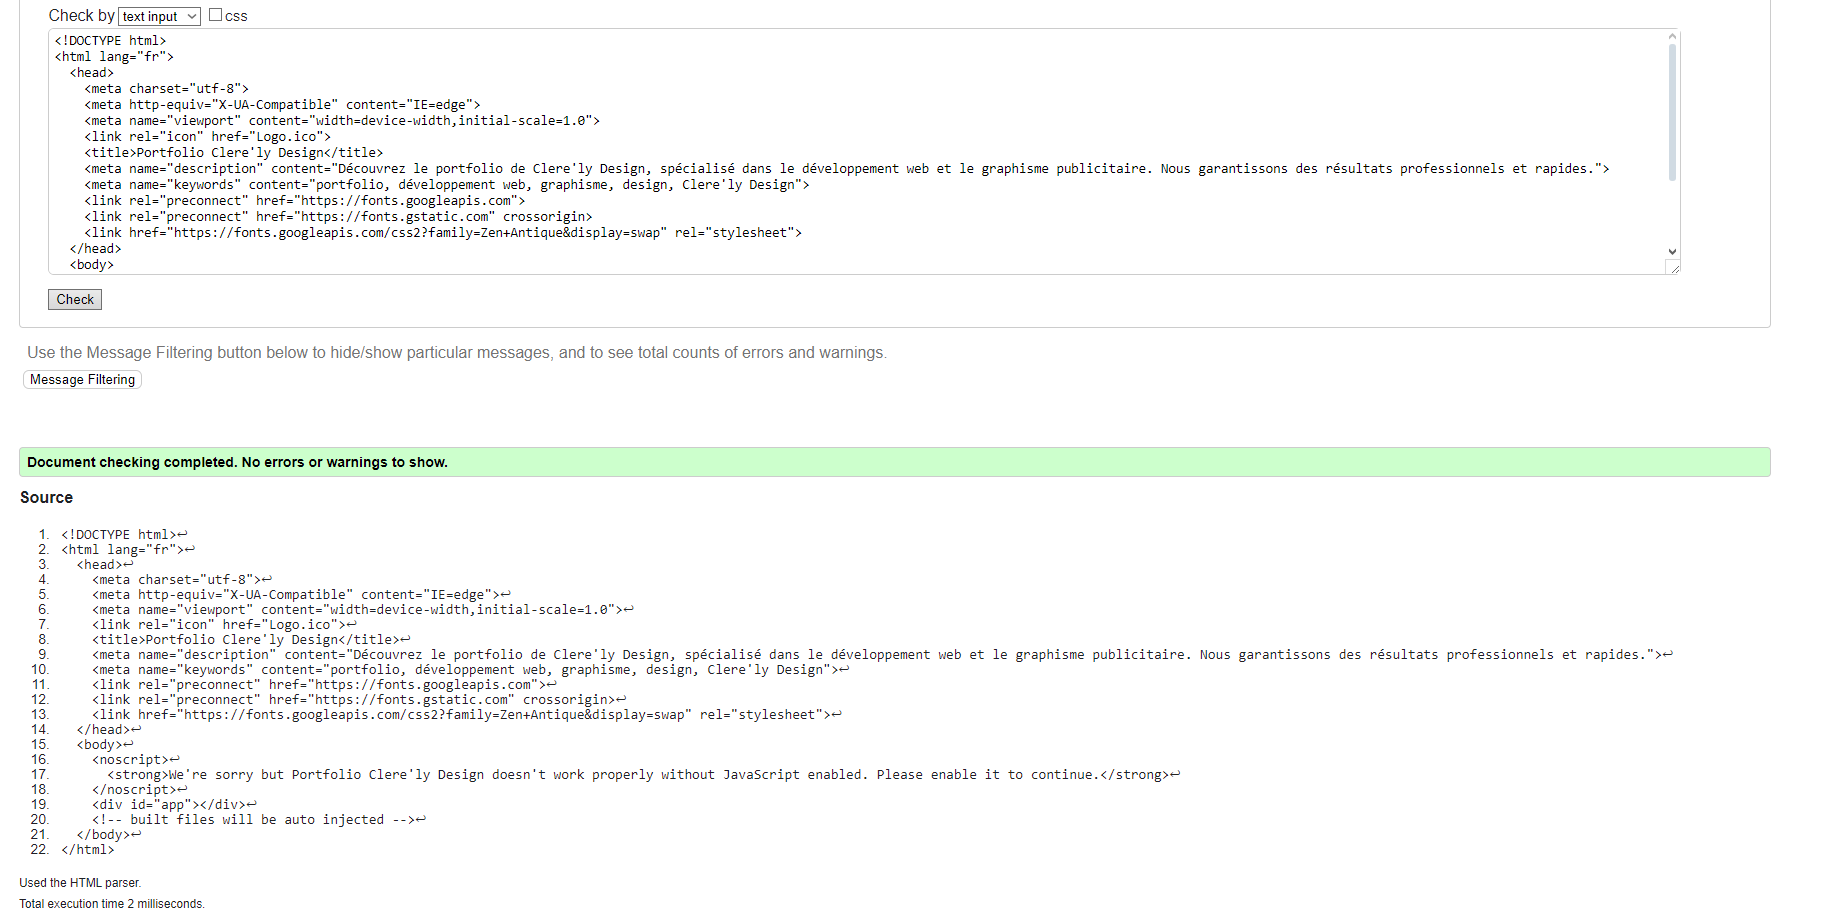 Check by text input css
<!DOCTYPE html>
<html lang="fr">
  <head>
    <meta charset="utf-8">
    <meta http-equiv="X-UA-Compatible" content="IE=edge">
    <meta name="viewport" content="width=device-width,initial-scale=1.0">
    <link rel="icon" href="Logo.ico">
    <title>Portfolio Clere'ly Design</title>
    <meta name="description" content="Découvrez le portfolio de Clere'ly Design, spécialisé dans le développement web et le graphisme publicitaire. Nous garantissons des résultats professionnels et rapides.">
    <meta name="keywords" content="portfolio, développement web, graphisme, design, Clere'ly Design">
    <link rel="preconnect" href="https://fonts.googleapis.com">
    <link rel="preconnect" href="https://fonts.gstatic.com" crossorigin>
    <link href="https://fonts.googleapis.com/css2?family=Zen+Antique&display=swap" rel="stylesheet">
  </head>
  <body>
Check
Use the Message Filtering button below to hide/show particular messages, and to see total counts of errors and warnings.
Message Filtering
Document checking completed. No errors or warnings to show.
Source
1. <!DOCTYPE html>↩
2. <html lang="fr">↩
3.   <head>↩
4.     <meta charset="utf-8">↩
5.     <meta http-equiv="X-UA-Compatible" content="IE=edge">↩
6.     <meta name="viewport" content="width=device-width,initial-scale=1.0">↩
7.     <link rel="icon" href="Logo.ico">↩
8.     <title>Portfolio Clere'ly Design</title>↩
9.     <meta name="description" content="Découvrez le portfolio de Clere'ly Design, spécialisé dans le développement web et le graphisme publicitaire. Nous garantissons des résultats professionnels et rapides.">↩
10.     <meta name="keywords" content="portfolio, développement web, graphisme, design, Clere'ly Design">↩
11.     <link rel="preconnect" href="https://fonts.googleapis.com">↩
12.     <link rel="preconnect" href="https://fonts.gstatic.com" crossorigin>↩
13.     <link href="https://fonts.googleapis.com/css2?family=Zen+Antique&display=swap" rel="stylesheet">↩
14.   </head>↩
15.   <body>↩
16.     <noscript>↩
17.       <strong>We're sorry but Portfolio Clere'ly Design doesn't work properly without JavaScript enabled. Please enable it to continue.</strong>↩
18.     </noscript>↩
19.     <div id="app"></div>↩
20.     <!-- built files will be auto injected -->↩
21.   </body>↩
22. </html>
Used the HTML parser.
Total execution time 2 milliseconds.